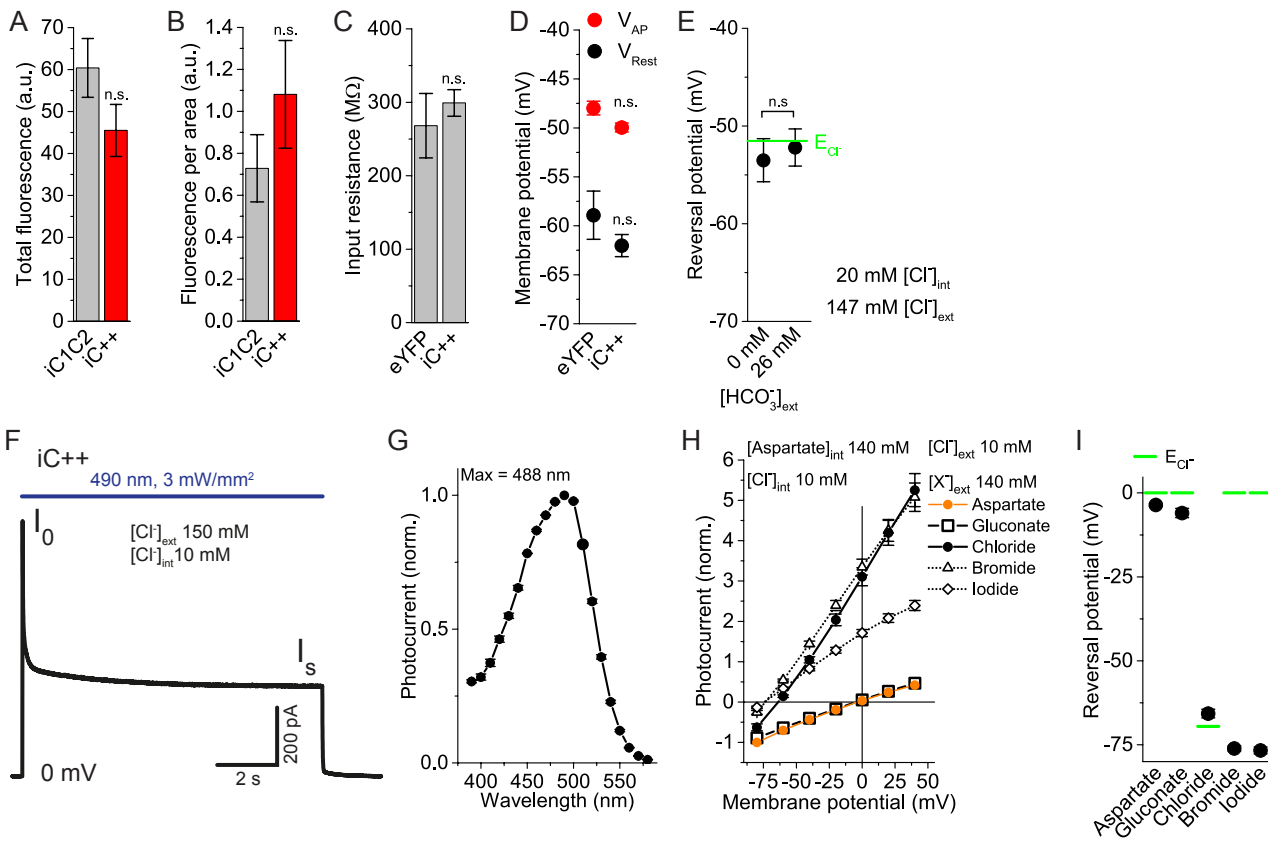 A
Total fluorescence (a.u.)
70
60
50
40
30
20
10
0
n.s.
iC1C2
iC++
B
Fluorescence per area (a.u.)
1.4
1.2
1.0
0.8
0.6
0.4
0.2
0.0
n.s.
iC1C2
iC++
C
Input resistance (MΩ)
400
300
200
100
0
n.s.
eYFP
iC++
D
V_AP
V_Rest
Membrane potential (mV)
-45
-50
-55
-60
-65
-70
n.s.
n.s.
eYFP
iC++
E
Reversal potential (mV)
-50
-60
-70
n.s
E_Cl-
20 mM [Cl-]int
147 mM [Cl-]ext
0 mM
26 mM
[HCO3-]ext
F
iC++
490 nm, 3 mW/mm²
I0
[Cl-]ext 150 mM
[Cl-]int 10 mM
Is
200 pA
2 s
0 mV
G
Max = 488 nm
Photocurrent (norm.)
1.0
0.5
0.0
400
450
500
550
Wavelength (nm)
H
[Aspartate]int 140 mM
[Cl-]ext 10 mM
[Cl-]int 10 mM
[X-]ext 140 mM
Aspartate
Gluconate
Chloride
Bromide
Iodide
Photocurrent (norm.)
6
5
4
3
2
1
0
-1
-75
-50
-25
0
25
50
Membrane potential (mV)
I
E_Cl-
Reversal potential (mV)
0
-25
-50
-75
Aspartate
Gluconate
Chloride
Bromide
Iodide